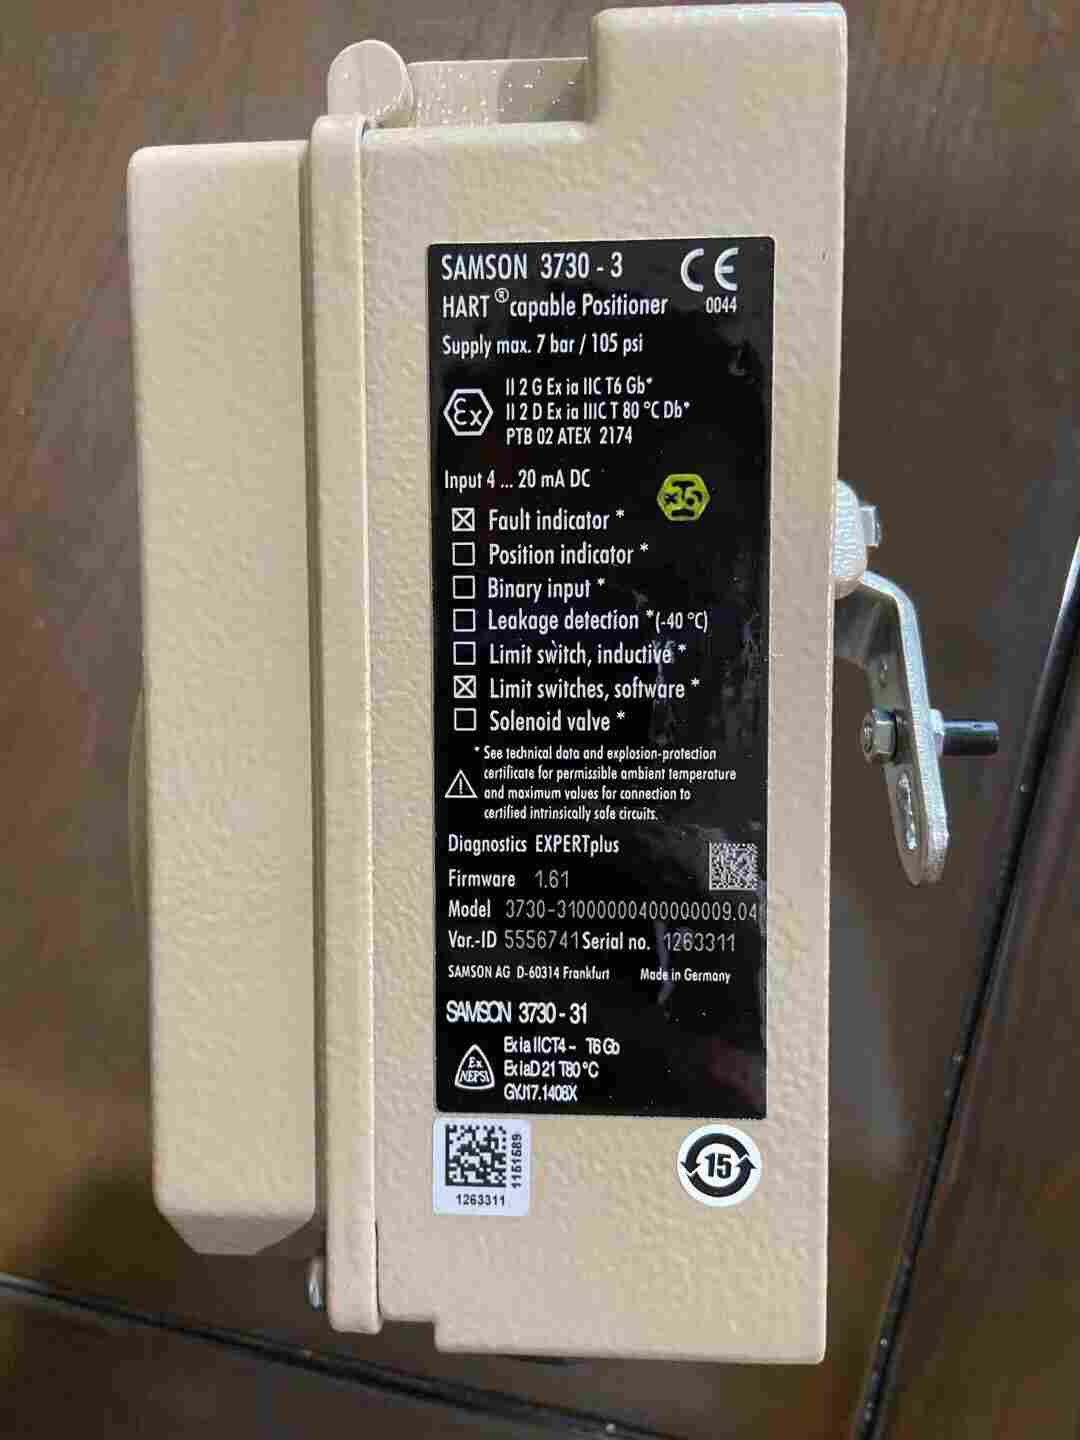 SAMSON 3730 - 3
CE
HART® capable Positioner
0044
Supply max. 7 bar / 105 psi
Ex
II 2 G Ex ia IIC T6 Gb*
II 2 D Ex ia IIIC T 80 °C Db*
PTB 02 ATEX 2174
Input 4 ... 20 mA DC
☒ Fault indicator *
☐ Position indicator *
☐ Binary input *
☐ Leakage detection *(-40 °C)
☐ Limit switch, inductive *
☒ Limit switches, software *
☐ Solenoid valve *
* See technical data and explosion-protection
certificate for permissible ambient temperature
and maximum values for connection to
certified intrinsically safe circuits.
Diagnostics EXPERTplus
Firmware 1.61
Model 3730-31000000400000009.04
Var.-ID 5556741 Serial no. 1263311
SAMSON AG D-60314 Frankfurt Made in Germany
SAMSON 3730 - 31
Ex
NEPSI
Ex ia IICT4 - T6 Gb
Ex iaD 21 T80 °C
GYJ17.1408X
1151589
1263311
15